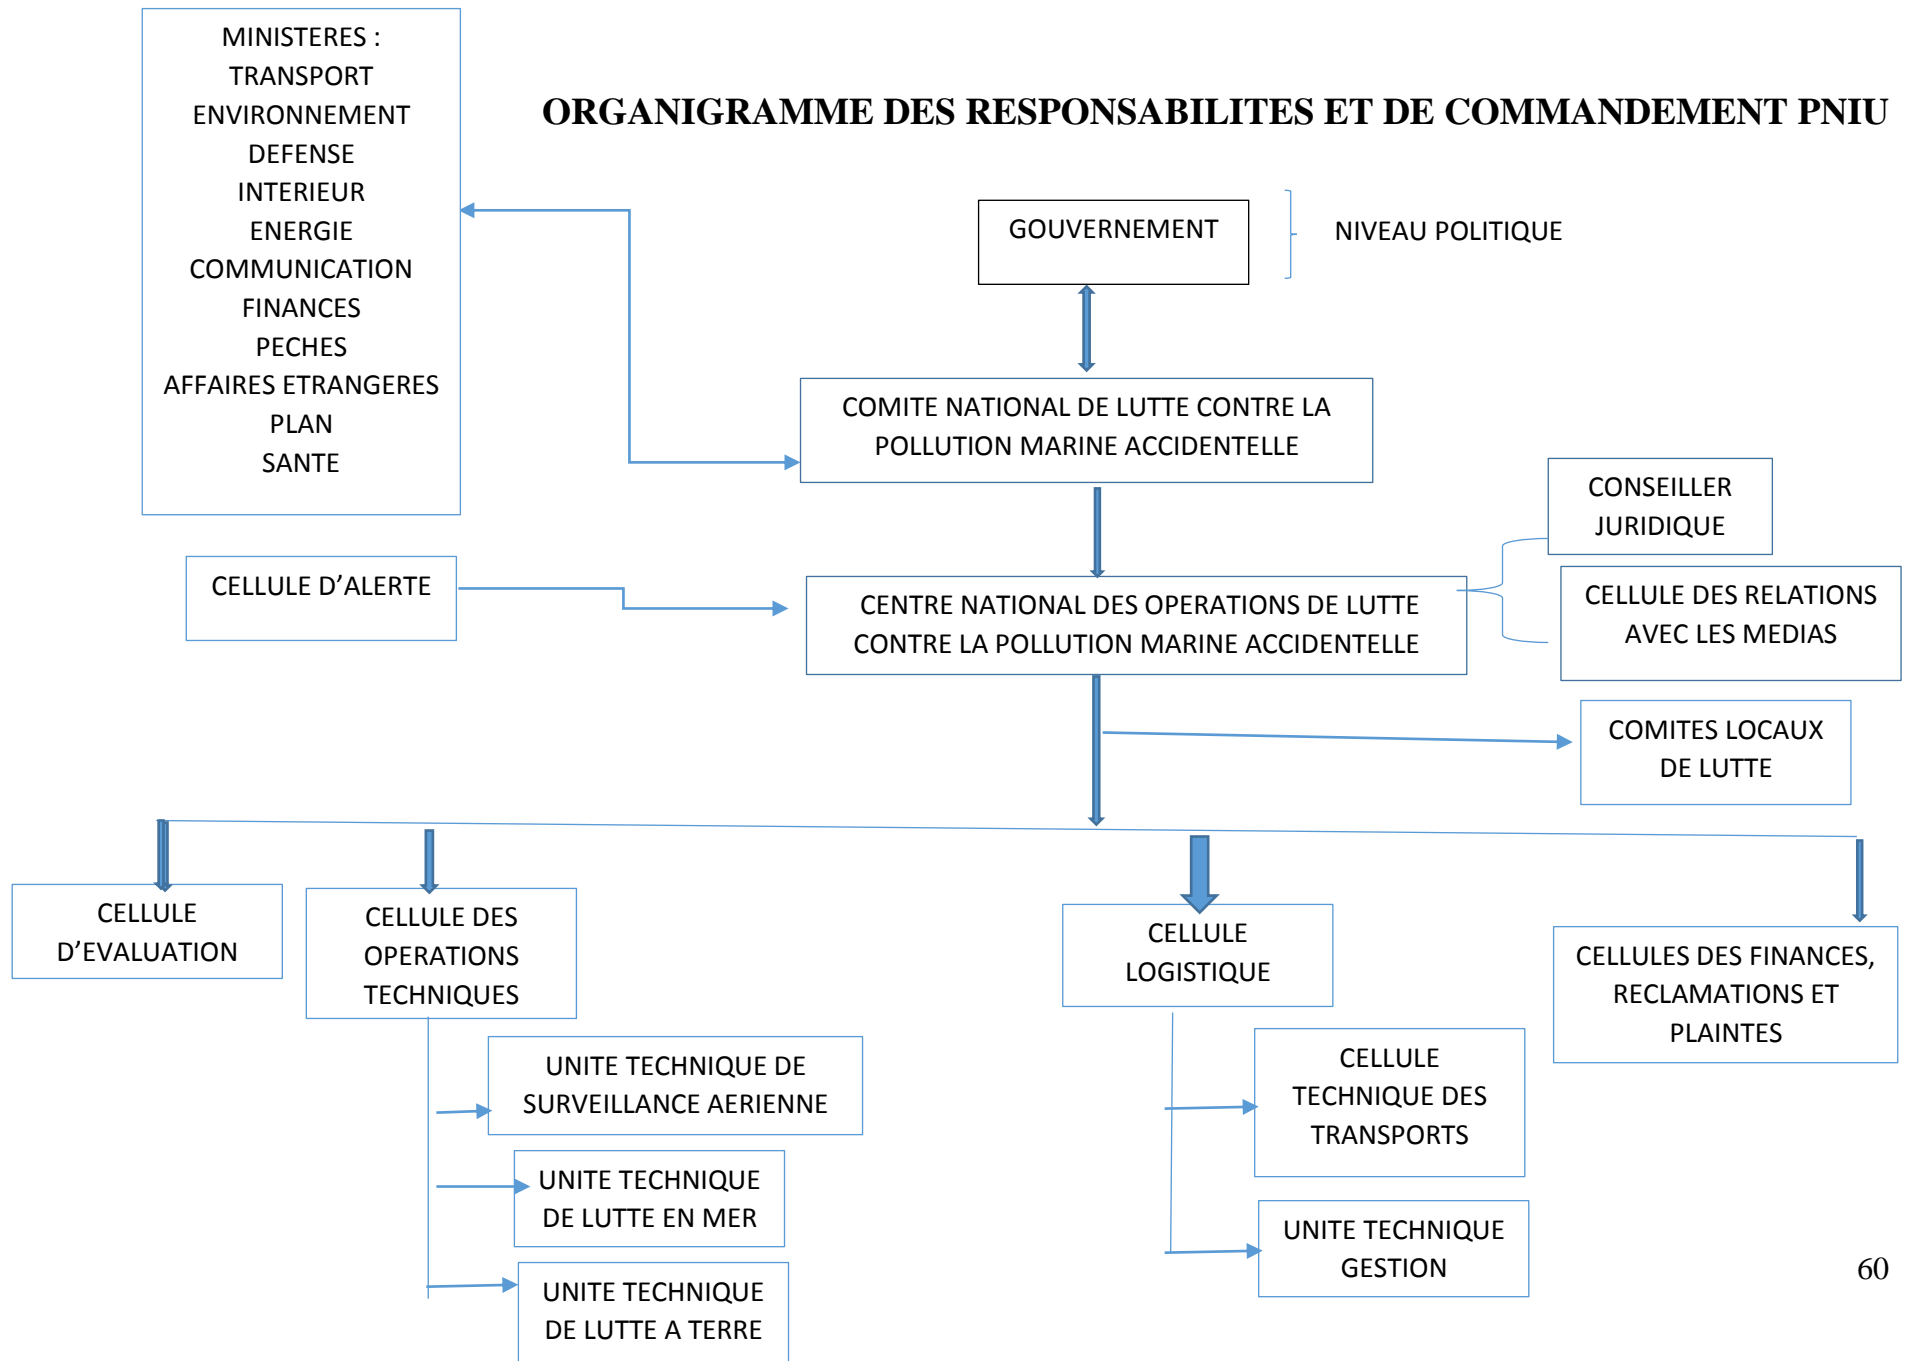 MINISTERES :
TRANSPORT
ENVIRONNEMENT
DEFENSE
INTERIEUR
ENERGIE
COMMUNICATION
FINANCES
PECHES
AFFAIRES ETRANGERES
PLAN
SANTE
ORGANIGRAMME DES RESPONSABILITES ET DE COMMANDEMENT PNIU
GOUVERNEMENT
NIVEAU POLITIQUE
COMITE NATIONAL DE LUTTE CONTRE LA
POLLUTION MARINE ACCIDENTELLE
CONSEILLER
JURIDIQUE
CELLULE D’ALERTE
CENTRE NATIONAL DES OPERATIONS DE LUTTE
CONTRE LA POLLUTION MARINE ACCIDENTELLE
CELLULE DES RELATIONS
AVEC LES MEDIAS
COMITES LOCAUX
DE LUTTE
CELLULE
D’EVALUATION
CELLULE DES
OPERATIONS
TECHNIQUES
CELLULE
LOGISTIQUE
CELLULES DES FINANCES,
RECLAMATIONS ET
PLAINTES
UNITE TECHNIQUE DE
SURVEILLANCE AERIENNE
UNITE TECHNIQUE
DE LUTTE EN MER
UNITE TECHNIQUE
DE LUTTE A TERRE
CELLULE
TECHNIQUE DES
TRANSPORTS
UNITE TECHNIQUE
GESTION
60